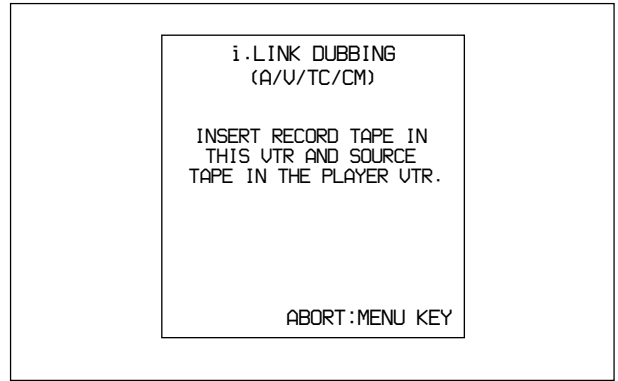 i.LINK DUBBING
(A/V/TC/CM)
INSERT RECORD TAPE IN
THIS VTR AND SOURCE
TAPE IN THE PLAYER VTR.
ABORT:MENU KEY